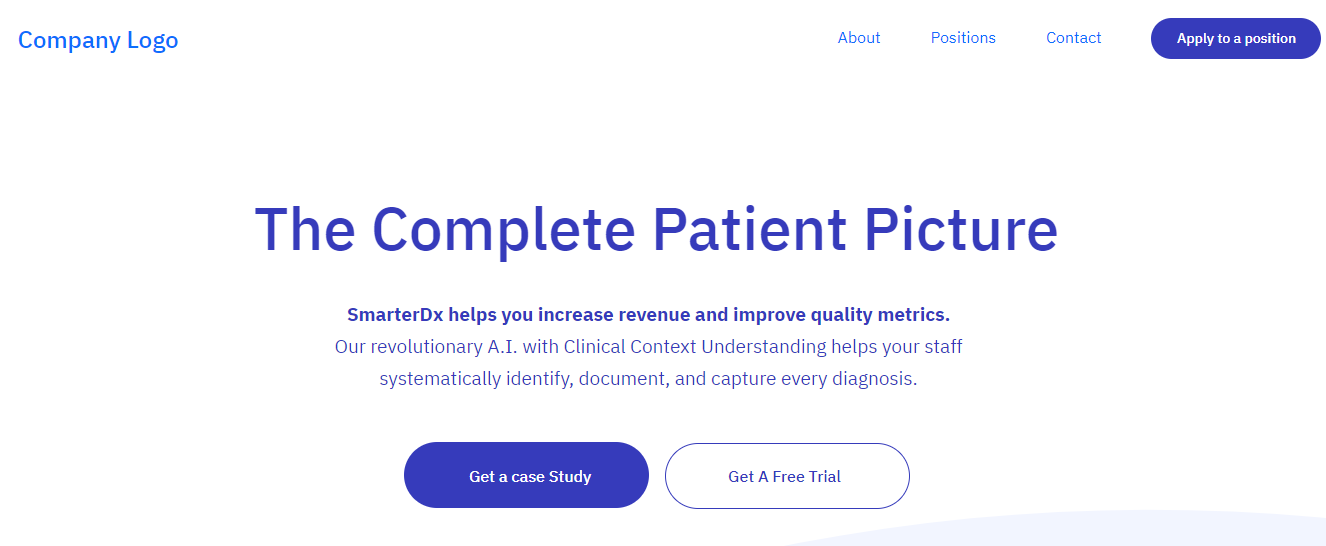 Company Logo
About
Positions
Contact
Apply to a position
The Complete Patient Picture
SmarterDx helps you increase revenue and improve quality metrics.
Our revolutionary A.I. with Clinical Context Understanding helps your staff
systematically identify, document, and capture every diagnosis.
Get a case Study
Get A Free Trial